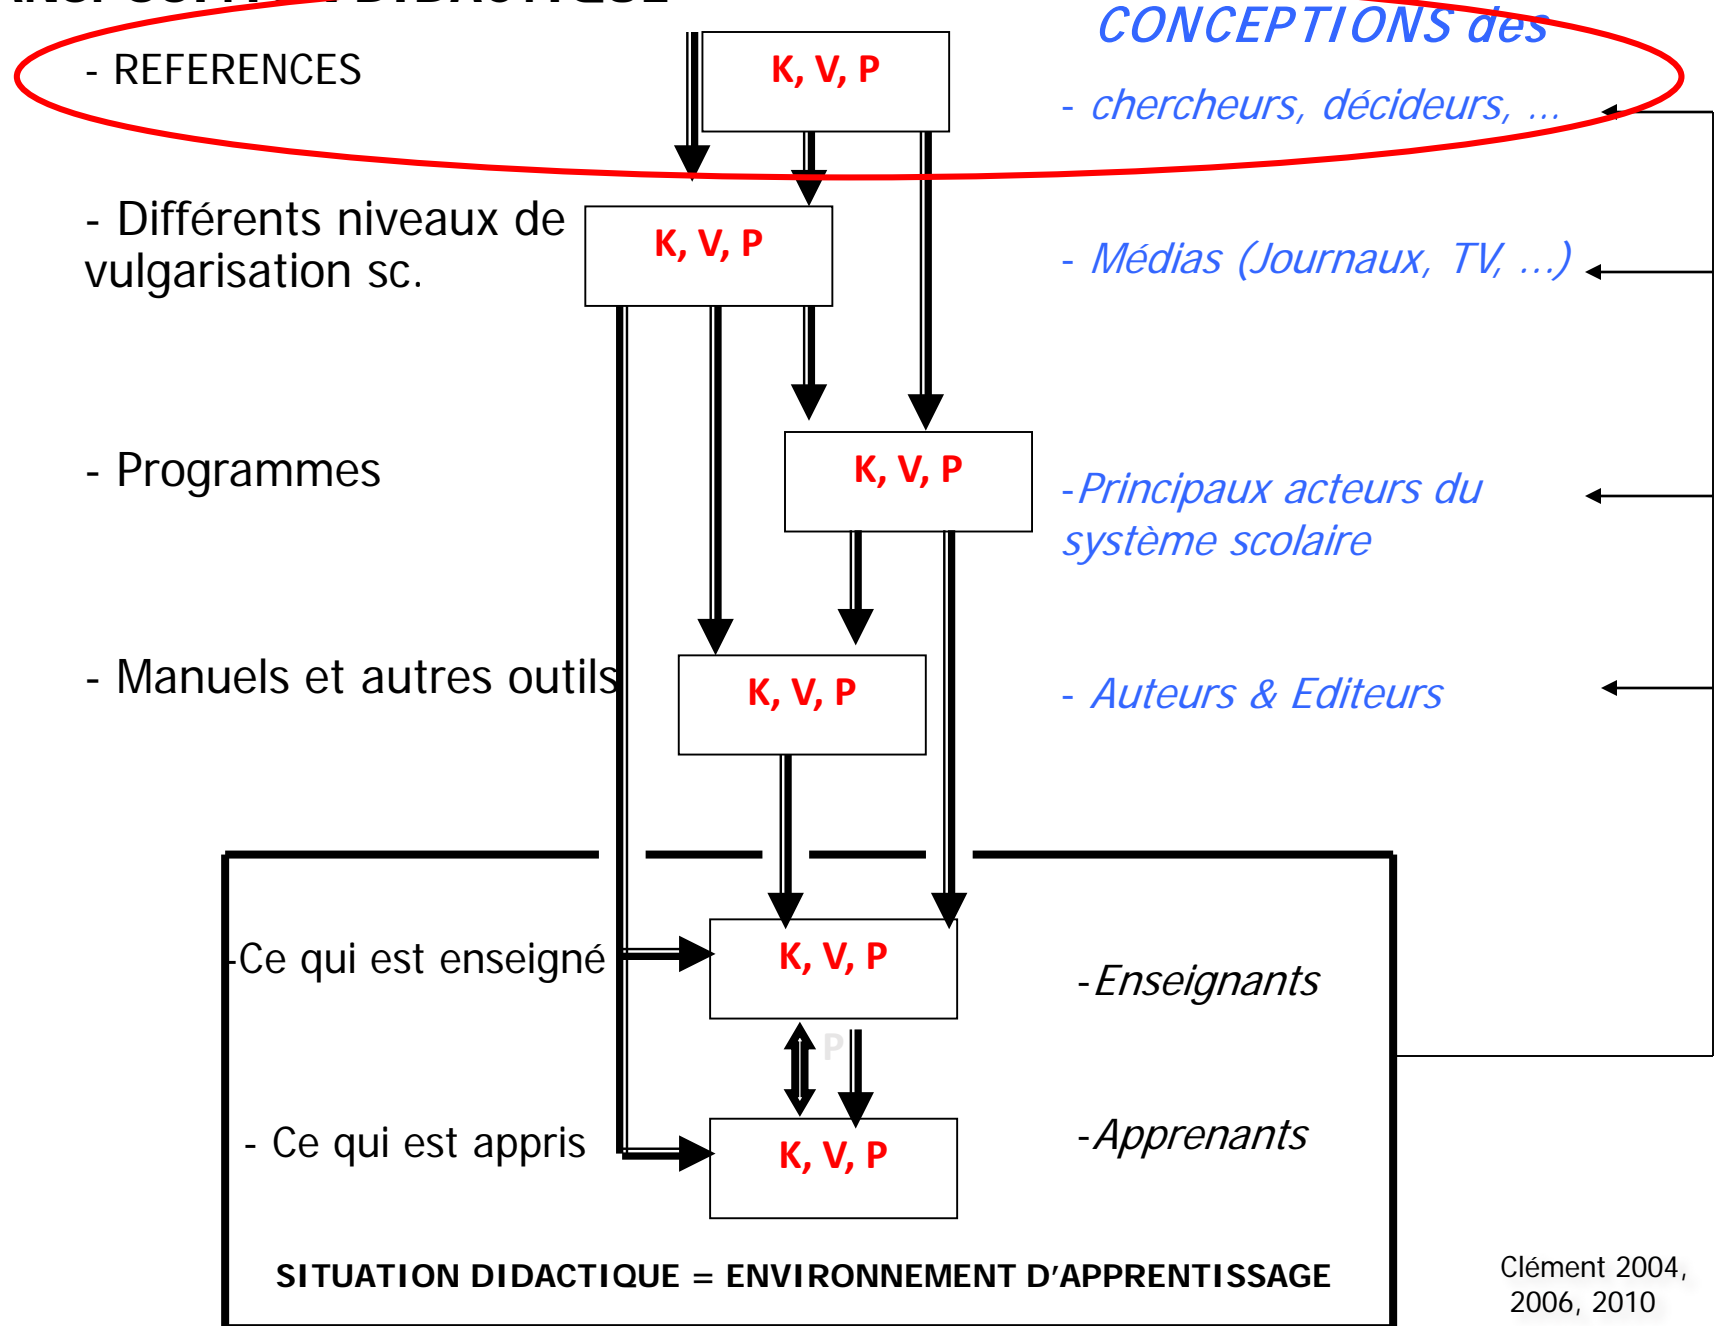 DIDACTIQUE
CONCEPTIONS des
- REFERENCES
K, V, P
- chercheurs, décideurs, ...
- Différents niveaux de
vulgarisation sc.
K, V, P
- Médias (Journaux, TV, ...)
- Programmes
K, V, P
-Principaux acteurs du
système scolaire
- Manuels et autres outils
K, V, P
- Auteurs & Editeurs
-Ce qui est enseigné
K, V, P
-Enseignants
P
- Ce qui est appris
K, V, P
-Apprenants
SITUATION DIDACTIQUE = ENVIRONNEMENT D’APPRENTISSAGE
Clément 2004,
2006, 2010